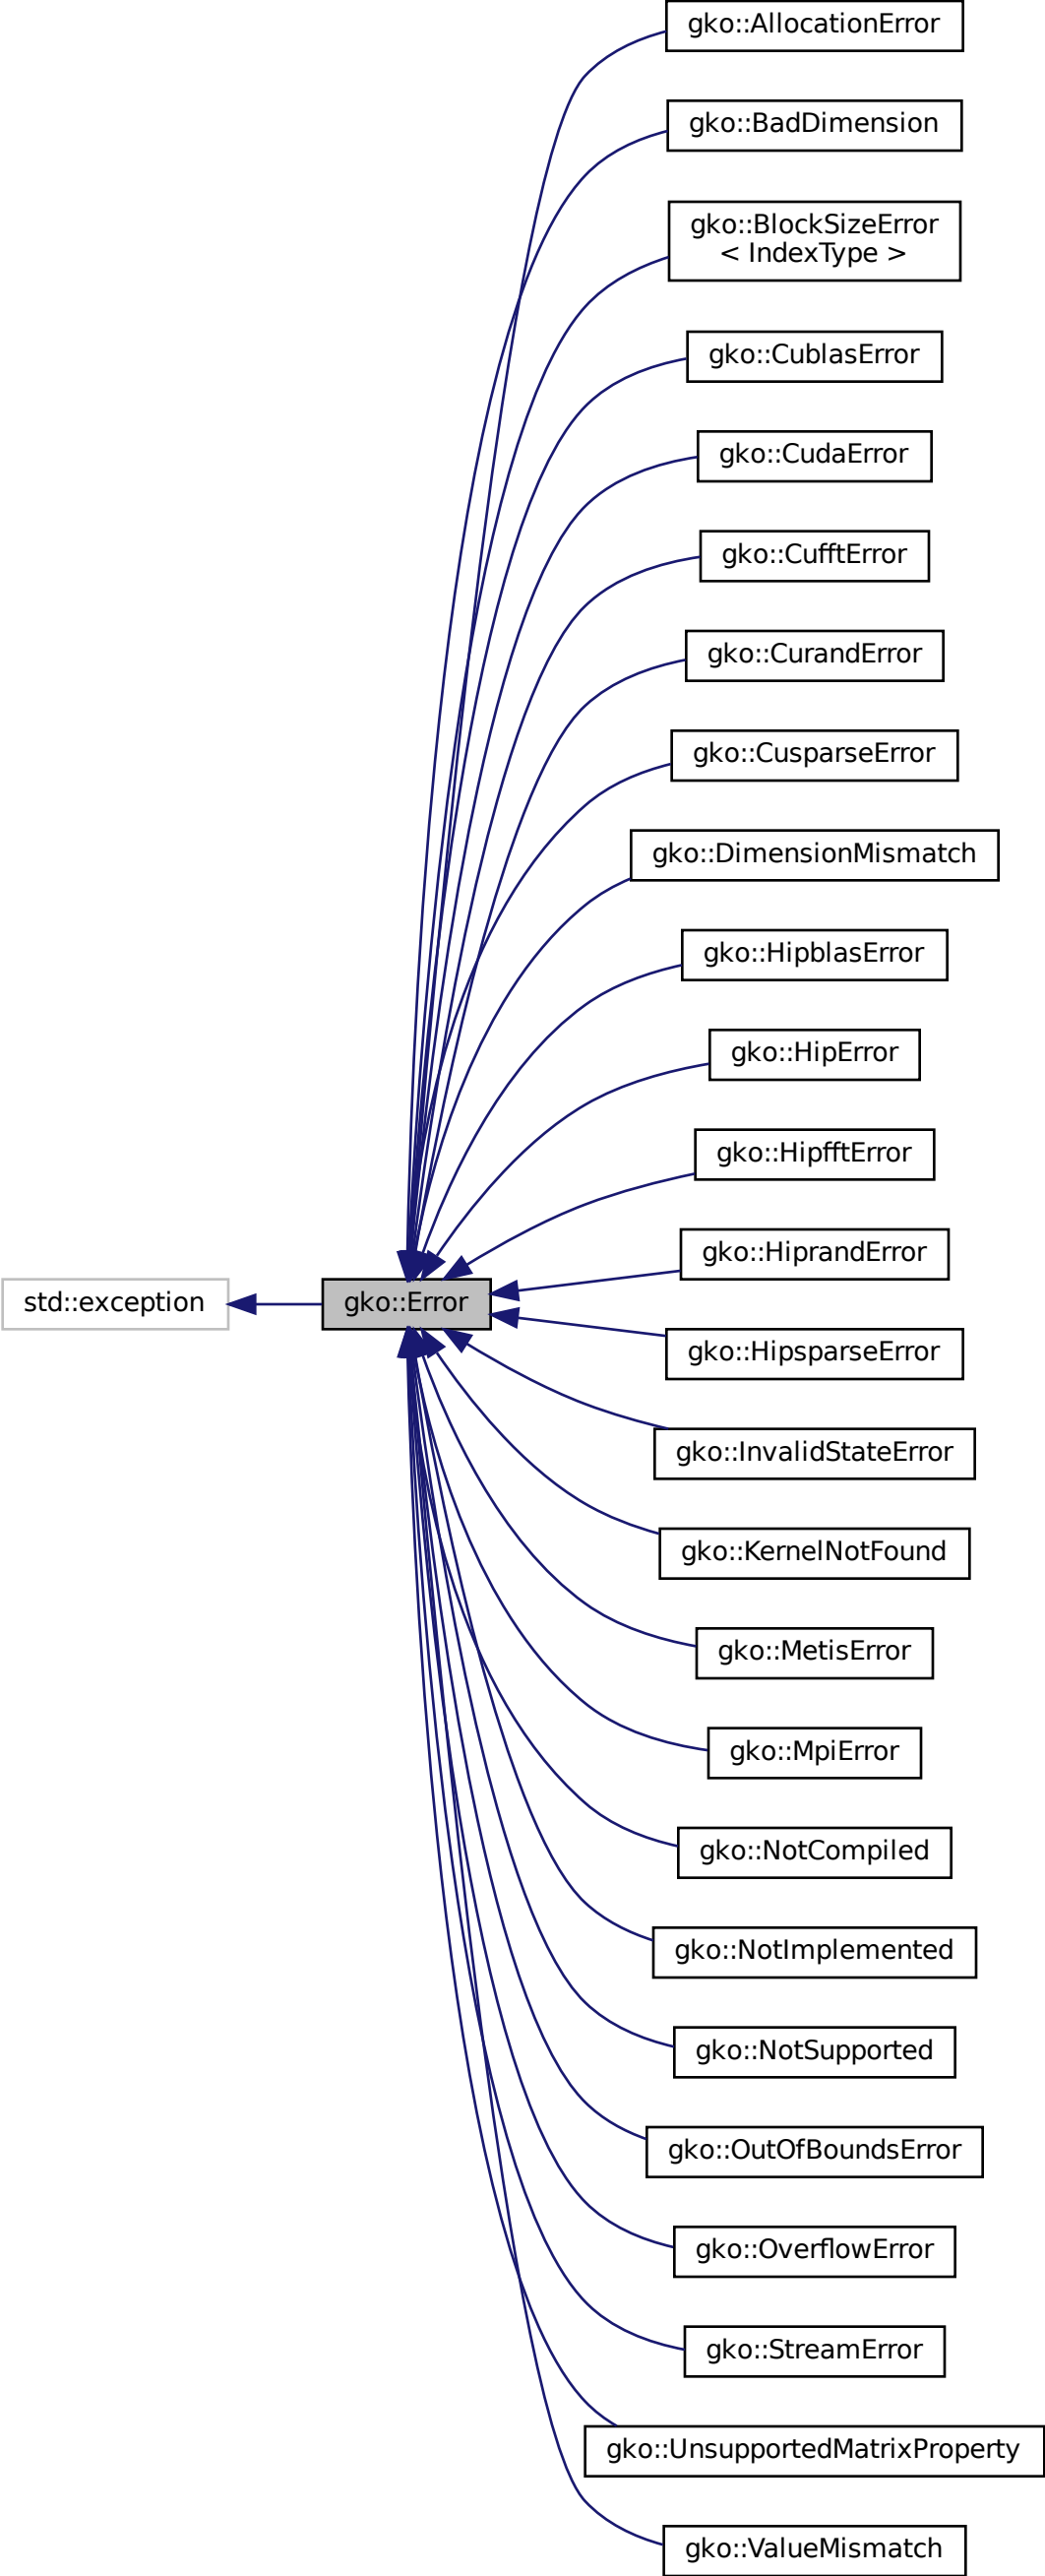 gko::AllocationError
gko::BadDimension
gko::BlockSizeError
< IndexType >
gko::CublasError
gko::CudaError
gko::CufftError
gko::CurandError
gko::CusparseError
gko::DimensionMismatch
gko::HipblasError
gko::HipError
gko::HipfftError
gko::HiprandError
std::exception
gko::Error
gko::HipsparseError
gko::InvalidStateError
gko::KernelNotFound
gko::MetisError
gko::MpiError
gko::NotCompiled
gko::NotImplemented
gko::NotSupported
gko::OutOfBoundsError
gko::OverflowError
gko::StreamError
gko::UnsupportedMatrixProperty
gko::ValueMismatch